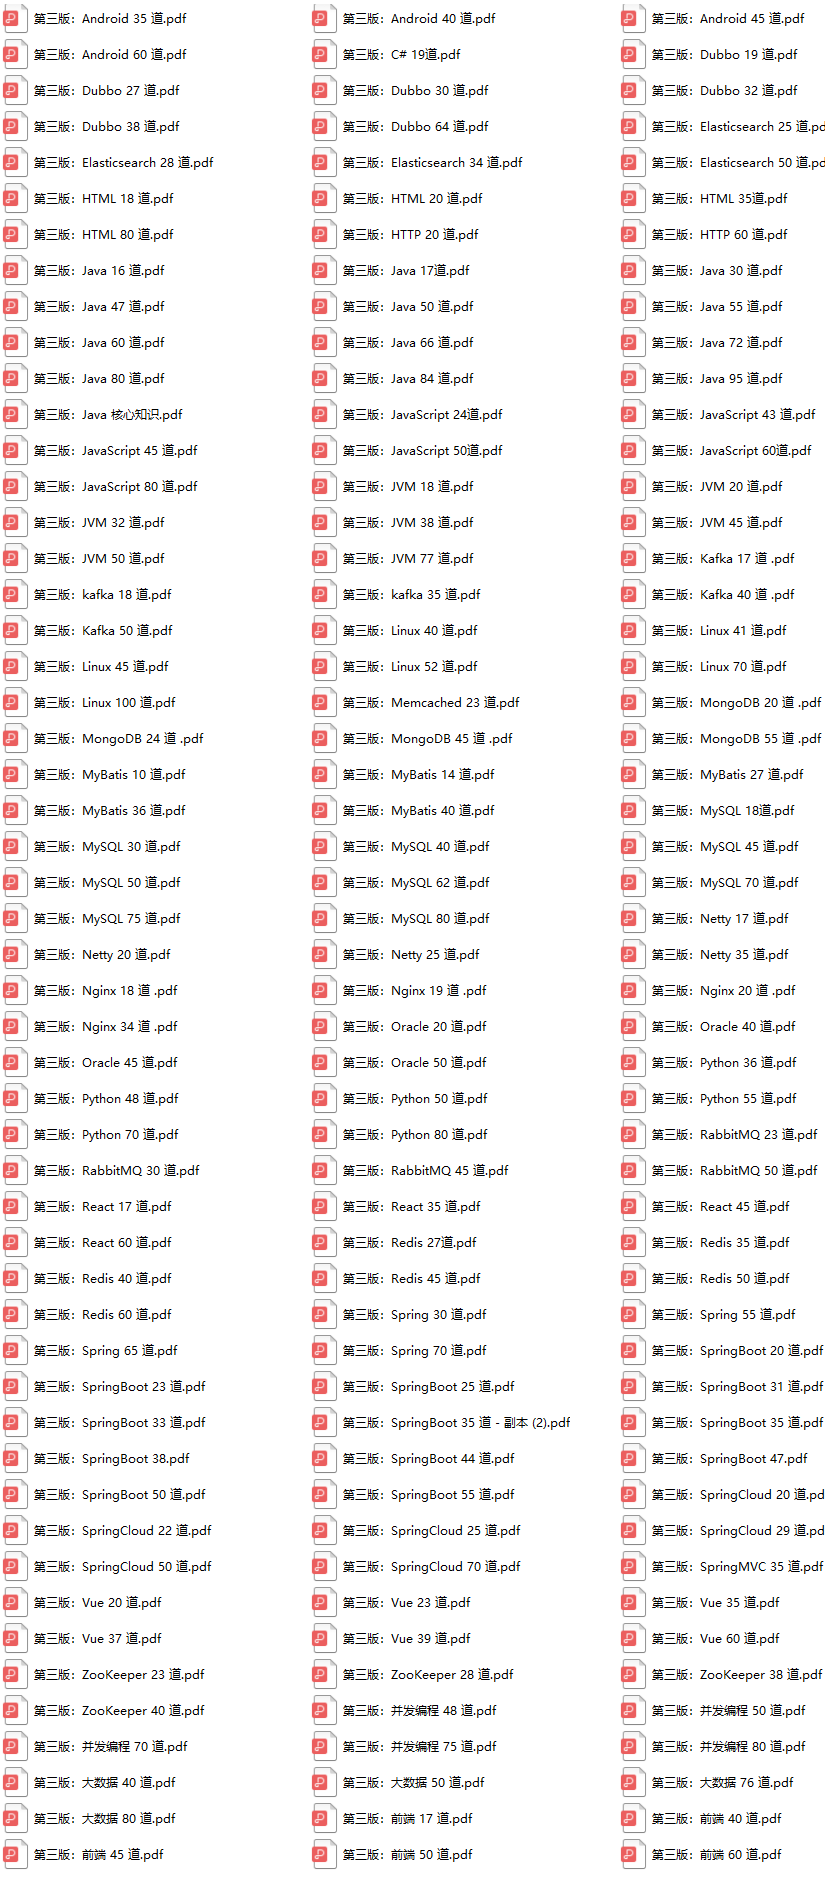 第三版：Android 35 道.pdf 第三版：Android 40 道.pdf 第三版：Android 45 道.pdf
第三版：Android 60 道.pdf 第三版：C# 19道.pdf 第三版：Dubbo 19 道.pdf
第三版：Dubbo 27 道.pdf 第三版：Dubbo 30 道.pdf 第三版：Dubbo 32 道.pdf
第三版：Dubbo 38 道.pdf 第三版：Dubbo 64 道.pdf 第三版：Elasticsearch 25 道.pd
第三版：Elasticsearch 28 道.pdf 第三版：Elasticsearch 34 道.pdf 第三版：Elasticsearch 50 道.pd
第三版：HTML 18 道.pdf 第三版：HTML 20 道.pdf 第三版：HTML 35道.pdf
第三版：HTML 80 道.pdf 第三版：HTTP 20 道.pdf 第三版：HTTP 60 道.pdf
第三版：Java 16 道.pdf 第三版：Java 17道.pdf 第三版：Java 30 道.pdf
第三版：Java 47 道.pdf 第三版：Java 50 道.pdf 第三版：Java 55 道.pdf
第三版：Java 60 道.pdf 第三版：Java 66 道.pdf 第三版：Java 72 道.pdf
第三版：Java 80 道.pdf 第三版：Java 84 道.pdf 第三版：Java 95 道.pdf
第三版：Java 核心知识.pdf 第三版：JavaScript 24道.pdf 第三版：JavaScript 43 道.pdf
第三版：JavaScript 45 道.pdf 第三版：JavaScript 50道.pdf 第三版：JavaScript 60道.pdf
第三版：JavaScript 80 道.pdf 第三版：JVM 18 道.pdf 第三版：JVM 20 道.pdf
第三版：JVM 32 道.pdf 第三版：JVM 38 道.pdf 第三版：JVM 45 道.pdf
第三版：JVM 50 道.pdf 第三版：JVM 77 道.pdf 第三版：Kafka 17 道 .pdf
第三版：kafka 18 道.pdf 第三版：kafka 35 道.pdf 第三版：Kafka 40 道 .pdf
第三版：Kafka 50 道.pdf 第三版：Linux 40 道.pdf 第三版：Linux 41 道.pdf
第三版：Linux 45 道.pdf 第三版：Linux 52 道.pdf 第三版：Linux 70 道.pdf
第三版：Linux 100 道.pdf 第三版：Memcached 23 道.pdf 第三版：MongoDB 20 道 .pdf
第三版：MongoDB 24 道 .pdf 第三版：MongoDB 45 道 .pdf 第三版：MongoDB 55 道 .pdf
第三版：MyBatis 10 道.pdf 第三版：MyBatis 14 道.pdf 第三版：MyBatis 27 道.pdf
第三版：MyBatis 36 道.pdf 第三版：MyBatis 40 道.pdf 第三版：MySQL 18道.pdf
第三版：MySQL 30 道.pdf 第三版：MySQL 40 道.pdf 第三版：MySQL 45 道.pdf
第三版：MySQL 50 道.pdf 第三版：MySQL 62 道.pdf 第三版：MySQL 70 道.pdf
第三版：MySQL 75 道.pdf 第三版：MySQL 80 道.pdf 第三版：Netty 17 道.pdf
第三版：Netty 20 道.pdf 第三版：Netty 25 道.pdf 第三版：Netty 35 道.pdf
第三版：Nginx 18 道 .pdf 第三版：Nginx 19 道 .pdf 第三版：Nginx 20 道 .pdf
第三版：Nginx 34 道 .pdf 第三版：Oracle 20 道.pdf 第三版：Oracle 40 道.pdf
第三版：Oracle 45 道.pdf 第三版：Oracle 50 道.pdf 第三版：Python 36 道.pdf
第三版：Python 48 道.pdf 第三版：Python 50 道.pdf 第三版：Python 55 道.pdf
第三版：Python 70 道.pdf 第三版：Python 80 道.pdf 第三版：RabbitMQ 23 道.pdf
第三版：RabbitMQ 30 道.pdf 第三版：RabbitMQ 45 道.pdf 第三版：RabbitMQ 50 道.pdf
第三版：React 17 道.pdf 第三版：React 35 道.pdf 第三版：React 45 道.pdf
第三版：React 60 道.pdf 第三版：Redis 27道.pdf 第三版：Redis 35 道.pdf
第三版：Redis 40 道.pdf 第三版：Redis 45 道.pdf 第三版：Redis 50 道.pdf
第三版：Redis 60 道.pdf 第三版：Spring 30 道.pdf 第三版：Spring 55 道.pdf
第三版：Spring 65 道.pdf 第三版：Spring 70 道.pdf 第三版：SpringBoot 20 道.pdf
第三版：SpringBoot 23 道.pdf 第三版：SpringBoot 25 道.pdf 第三版：SpringBoot 31 道.pdf
第三版：SpringBoot 33 道.pdf 第三版：SpringBoot 35 道 - 副本 (2).pdf 第三版：SpringBoot 35 道.pdf
第三版：SpringBoot 38.pdf 第三版：SpringBoot 44 道.pdf 第三版：SpringBoot 47.pdf
第三版：SpringBoot 50 道.pdf 第三版：SpringBoot 55 道.pdf 第三版：SpringCloud 20 道.pd
第三版：SpringCloud 22 道.pdf 第三版：SpringCloud 25 道.pdf 第三版：SpringCloud 29 道.pd
第三版：SpringCloud 50 道.pdf 第三版：SpringCloud 70 道.pdf 第三版：SpringMVC 35 道.pdf
第三版：Vue 20 道.pdf 第三版：Vue 23 道.pdf 第三版：Vue 35 道.pdf
第三版：Vue 37 道.pdf 第三版：Vue 39 道.pdf 第三版：Vue 60 道.pdf
第三版：ZooKeeper 23 道.pdf 第三版：ZooKeeper 28 道.pdf 第三版：ZooKeeper 38 道.pdf
第三版：ZooKeeper 40 道.pdf 第三版：并发编程 48 道.pdf 第三版：并发编程 50 道.pdf
第三版：并发编程 70 道.pdf 第三版：并发编程 75 道.pdf 第三版：并发编程 80 道.pdf
第三版：大数据 40 道.pdf 第三版：大数据 50 道.pdf 第三版：大数据 76 道.pdf
第三版：大数据 80 道.pdf 第三版：前端 17 道.pdf 第三版：前端 40 道.pdf
第三版：前端 45 道.pdf 第三版：前端 50 道.pdf 第三版：前端 60 道.pdf